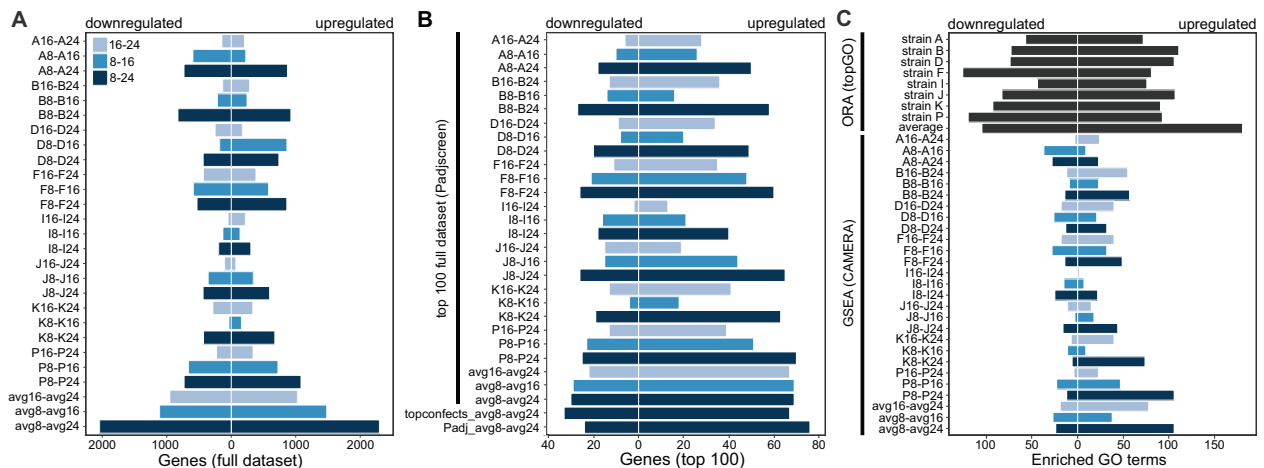 A
downregulated
upregulated
16-24
8-16
8-24
A16-A24
A8-A16
A8-A24
B16-B24
B8-B16
B8-B24
D16-D24
D8-D16
D8-D24
F16-F24
F8-F16
F8-F24
I16-I24
I8-I16
I8-I24
J16-J24
J8-J16
J8-J24
K16-K24
K8-K16
K8-K24
P16-P24
P8-P16
P8-P24
avg16-avg24
avg8-avg16
avg8-avg24
2000 1000 0 1000 2000
Genes (full dataset)
B
downregulated
upregulated
top 100 full dataset (Padjscreen)
A16-A24
A8-A16
A8-A24
B16-B24
B8-B16
B8-B24
D16-D24
D8-D16
D8-D24
F16-F24
F8-F16
F8-F24
I16-I24
I8-I16
I8-I24
J16-J24
J8-J16
J8-J24
K16-K24
K8-K16
K8-K24
P16-P24
P8-P16
P8-P24
avg16-avg24
avg8-avg16
avg8-avg24
topconfects_avg8-avg24
Padj_avg8-avg24
40 20 0 20 40 60 80
Genes (top 100)
C
downregulated
upregulated
ORA (topGO)
strain A
strain B
strain D
strain F
strain I
strain J
strain K
strain P
average
GSEA (CAMERA)
A16-A24
A8-A16
A8-A24
B16-B24
B8-B16
B8-B24
D16-D24
D8-D16
D8-D24
F16-F24
F8-F16
F8-F24
I16-I24
I8-I16
I8-I24
J16-J24
J8-J16
J8-J24
K16-K24
K8-K16
K8-K24
P16-P24
P8-P16
P8-P24
avg16-avg24
avg8-avg16
avg8-avg24
100 50 0 50 100 150
Enriched GO terms